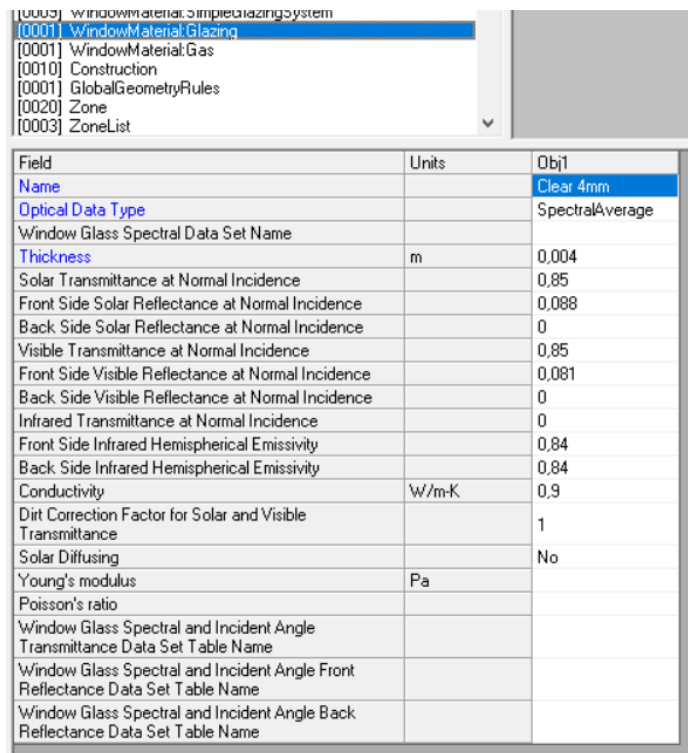 [0003] WindowMaterial:SimpleGlazingSystem
[0001] WindowMaterial:Glazing
[0001] WindowMaterial:Gas
[0010] Construction
[0001] GlobalGeometryRules
[0020] Zone
[0003] ZoneList
Field Units Obj1
Name Clear 4mm
Optical Data Type SpectralAverage
Window Glass Spectral Data Set Name
Thickness m 0,004
Solar Transmittance at Normal Incidence 0,85
Front Side Solar Reflectance at Normal Incidence 0,088
Back Side Solar Reflectance at Normal Incidence 0
Visible Transmittance at Normal Incidence 0,85
Front Side Visible Reflectance at Normal Incidence 0,081
Back Side Visible Reflectance at Normal Incidence 0
Infrared Transmittance at Normal Incidence 0
Front Side Infrared Hemispherical Emissivity 0,84
Back Side Infrared Hemispherical Emissivity 0,84
Conductivity W/m-K 0,9
Dirt Correction Factor for Solar and Visible
Transmittance 1
Solar Diffusing No
Young's modulus Pa
Poisson's ratio
Window Glass Spectral and Incident Angle
Transmittance Data Set Table Name
Window Glass Spectral and Incident Angle Front
Reflectance Data Set Table Name
Window Glass Spectral and Incident Angle Back
Reflectance Data Set Table Name